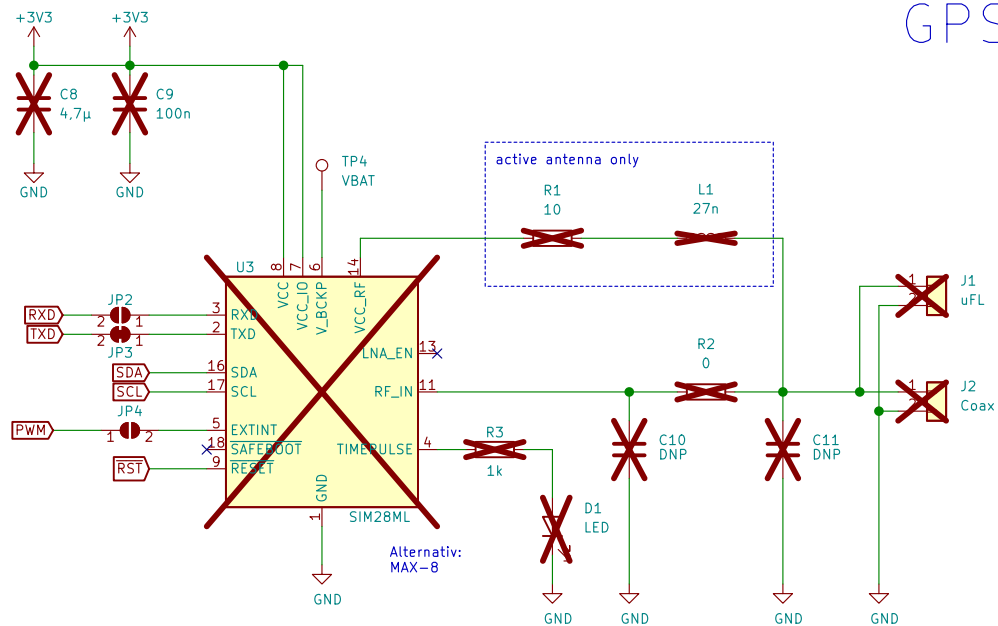 GPS
+3V3
+3V3
C8
4,7µ
C9
100n
GND
GND
TP4
VBAT
active antenna only
R1
10
L1
27n
U3
8
7
6
14
VCC
VCC_IO
V_BCKP
VCC_RF
RXD
JP2
2
1
3
RXD
TXD
2
1
2
TXD
JP3
LNA_EN
13
SDA
16
SDA
SCL
17
SCL
RF_IN
11
R2
0
JP4
PWM
1
2
5
EXTINT
18
SAFEBOOT
TIMEPULSE
4
R3
1k
RST
9
RESET
GND
1
SIM28ML
Alternativ:
MAX-8
C10
DNP
C11
DNP
D1
LED
J1
uFL
1
2
J2
Coax
1
GND
GND
GND
GND
GND